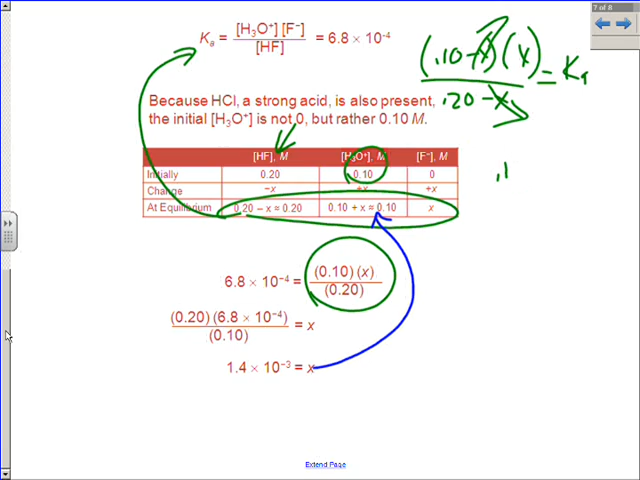 7 of 8
Ka = [H3O+] [F−] / [HF] = 6.8 × 10−4
(.10 − x) (x) / .20 − x = Ka
Because HCl, a strong acid, is also present,
the initial [H3O+] is not 0, but rather 0.10 M.
[HF], M [H3O+], M [F−], M
Initially 0.20 0.10 0
Change −x +x +x
At Equilibrium 0.20 − x ≈ 0.20 0.10 + x ≈ 0.10 x
.1
6.8 × 10−4 = (0.10) (x) / (0.20)
(0.20) (6.8 × 10−4) / (0.10) = x
1.4 × 10−3 = x
Extend Page